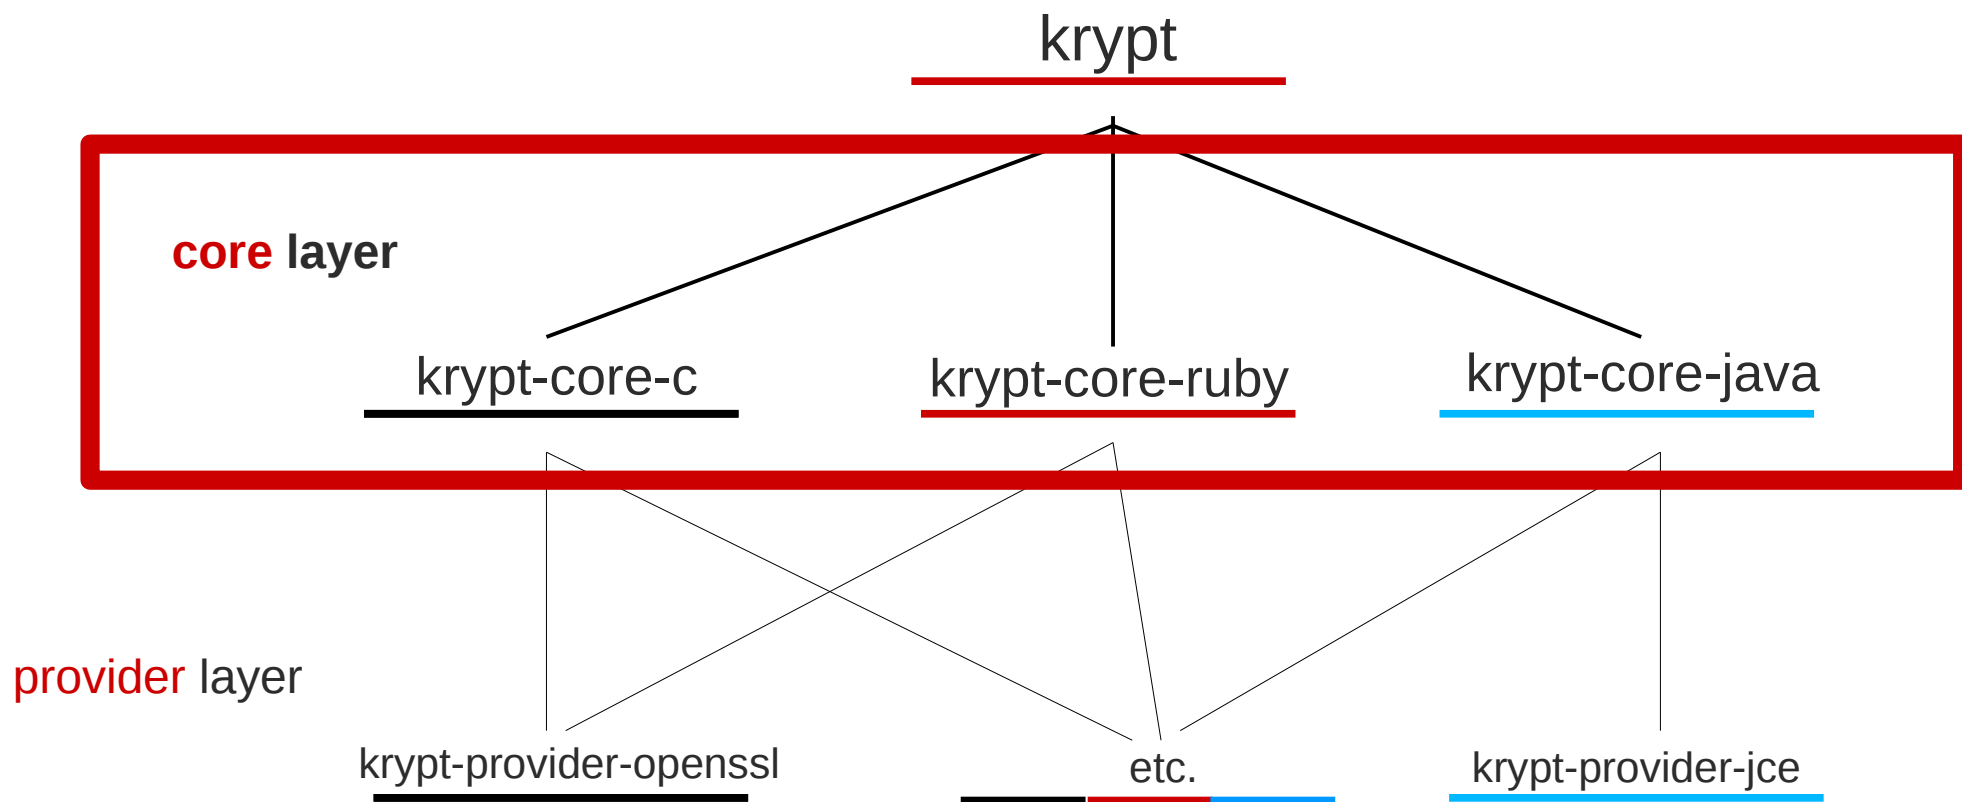 krypt
core layer
krypt-core-c
krypt-core-ruby
krypt-core-java
provider layer
krypt-provider-openssl
etc.
krypt-provider-jce